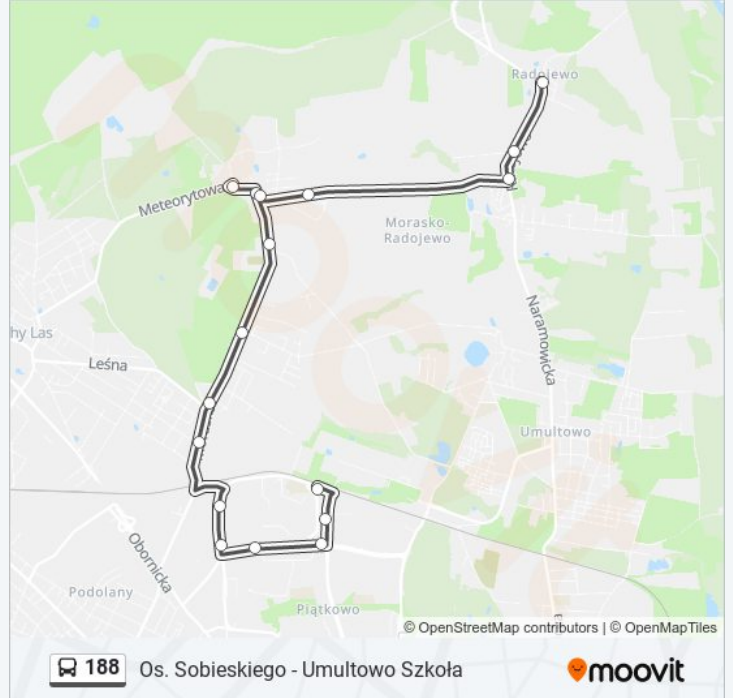 Radojewo
Meteorytowa
Morasko-
Radojewo
Naramowicka
hy Las
Leśna
Umultowo
Obornicka
Podolany
Piątkowo
© OpenStreetMap contributors | © OpenMapTiles
188 Os. Sobieskiego - Umultowo Szkoła
moovit